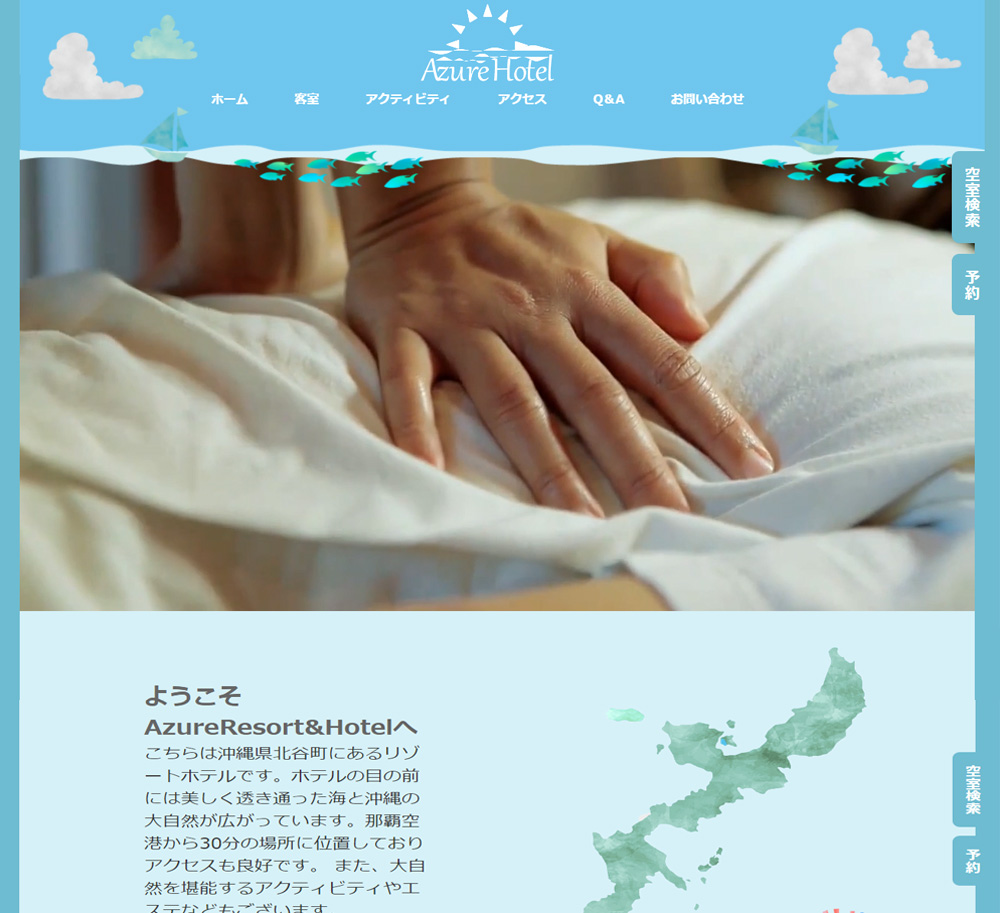 Azure Hotel
ホーム 客室 アクティビティ アクセス Q&A お問い合わせ
空室検索
予約
ようこそ
AzureResort&Hotelへ
こちらは沖縄県北谷町にあるリゾ
ートホテルです。ホテルの目の前
には美しく透き通った海と沖縄の
大自然が広がっています。那覇空
港から30分の場所に位置しており
アクセスも良好です。 また、大自
然を堪能するアクティビティやエ
ステなどもございます。
空室検索
予約